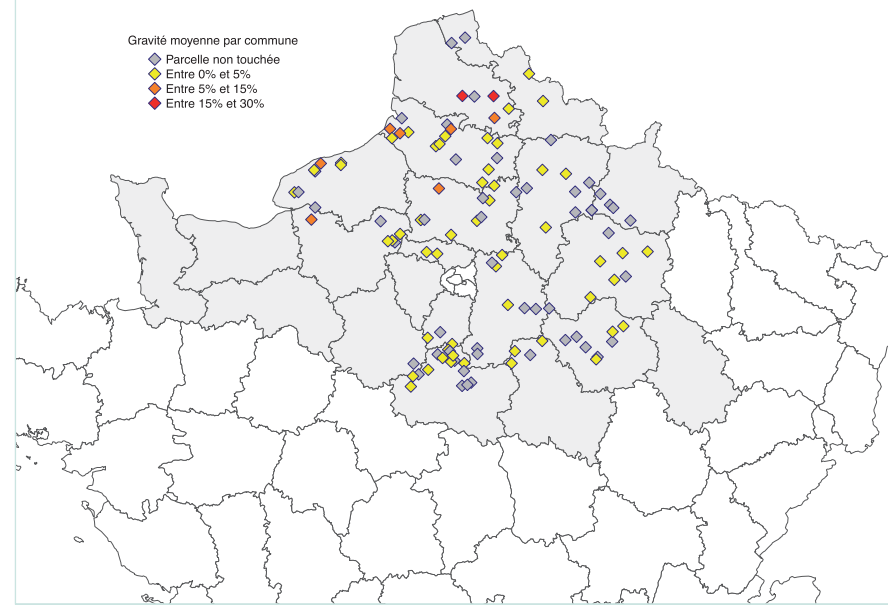 Gravité moyenne par commune
Parcelle non touchée
Entre 0% et 5%
Entre 5% et 15%
Entre 15% et 30%